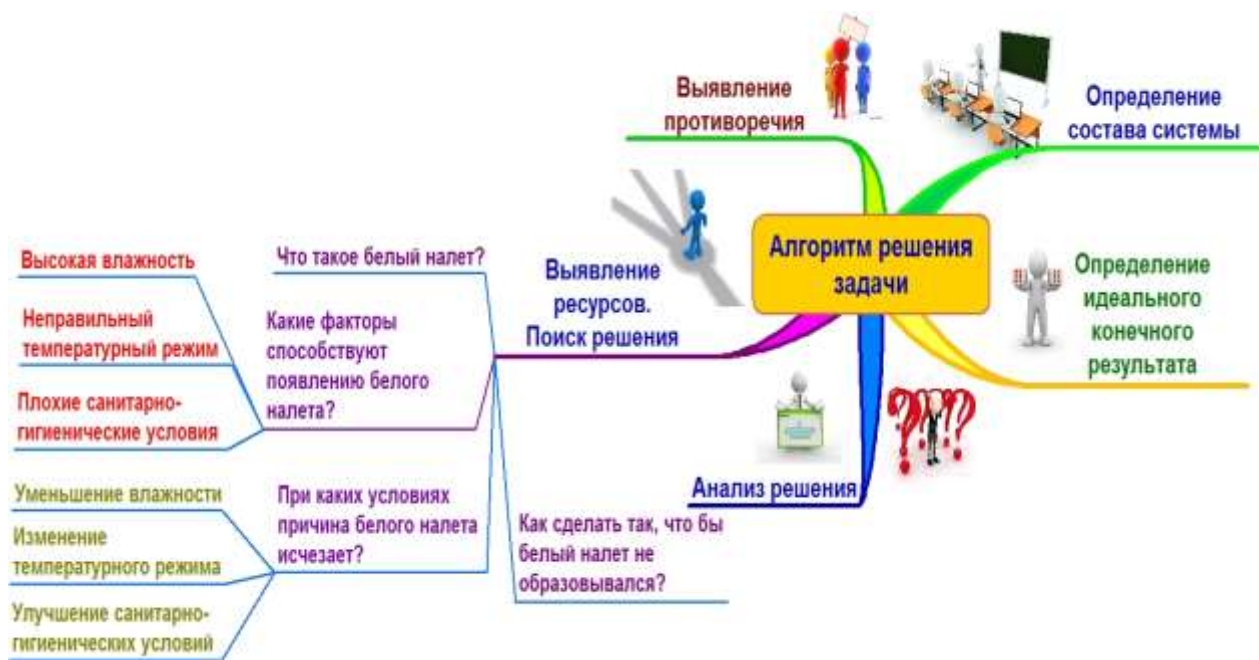 Выявление
противоречия
Определение
состава системы
Алгоритм решения
задачи
Определение
идеального
конечного
результата
Выявление
ресурсов.
Поиск решения
Что такое белый налет?
Какие факторы
способствуют
появлению белого
налета?
Высокая влажность
Неправильный
температурный режим
Плохие санитарно-
гигиенические условия
При каких условиях
причина белого налета
исчезает?
Уменьшение влажности
Изменение
температурного режима
Улучшение санитарно-
гигиенических условий
Как сделать так, что бы
белый налет не
образовывался?
Анализ решения